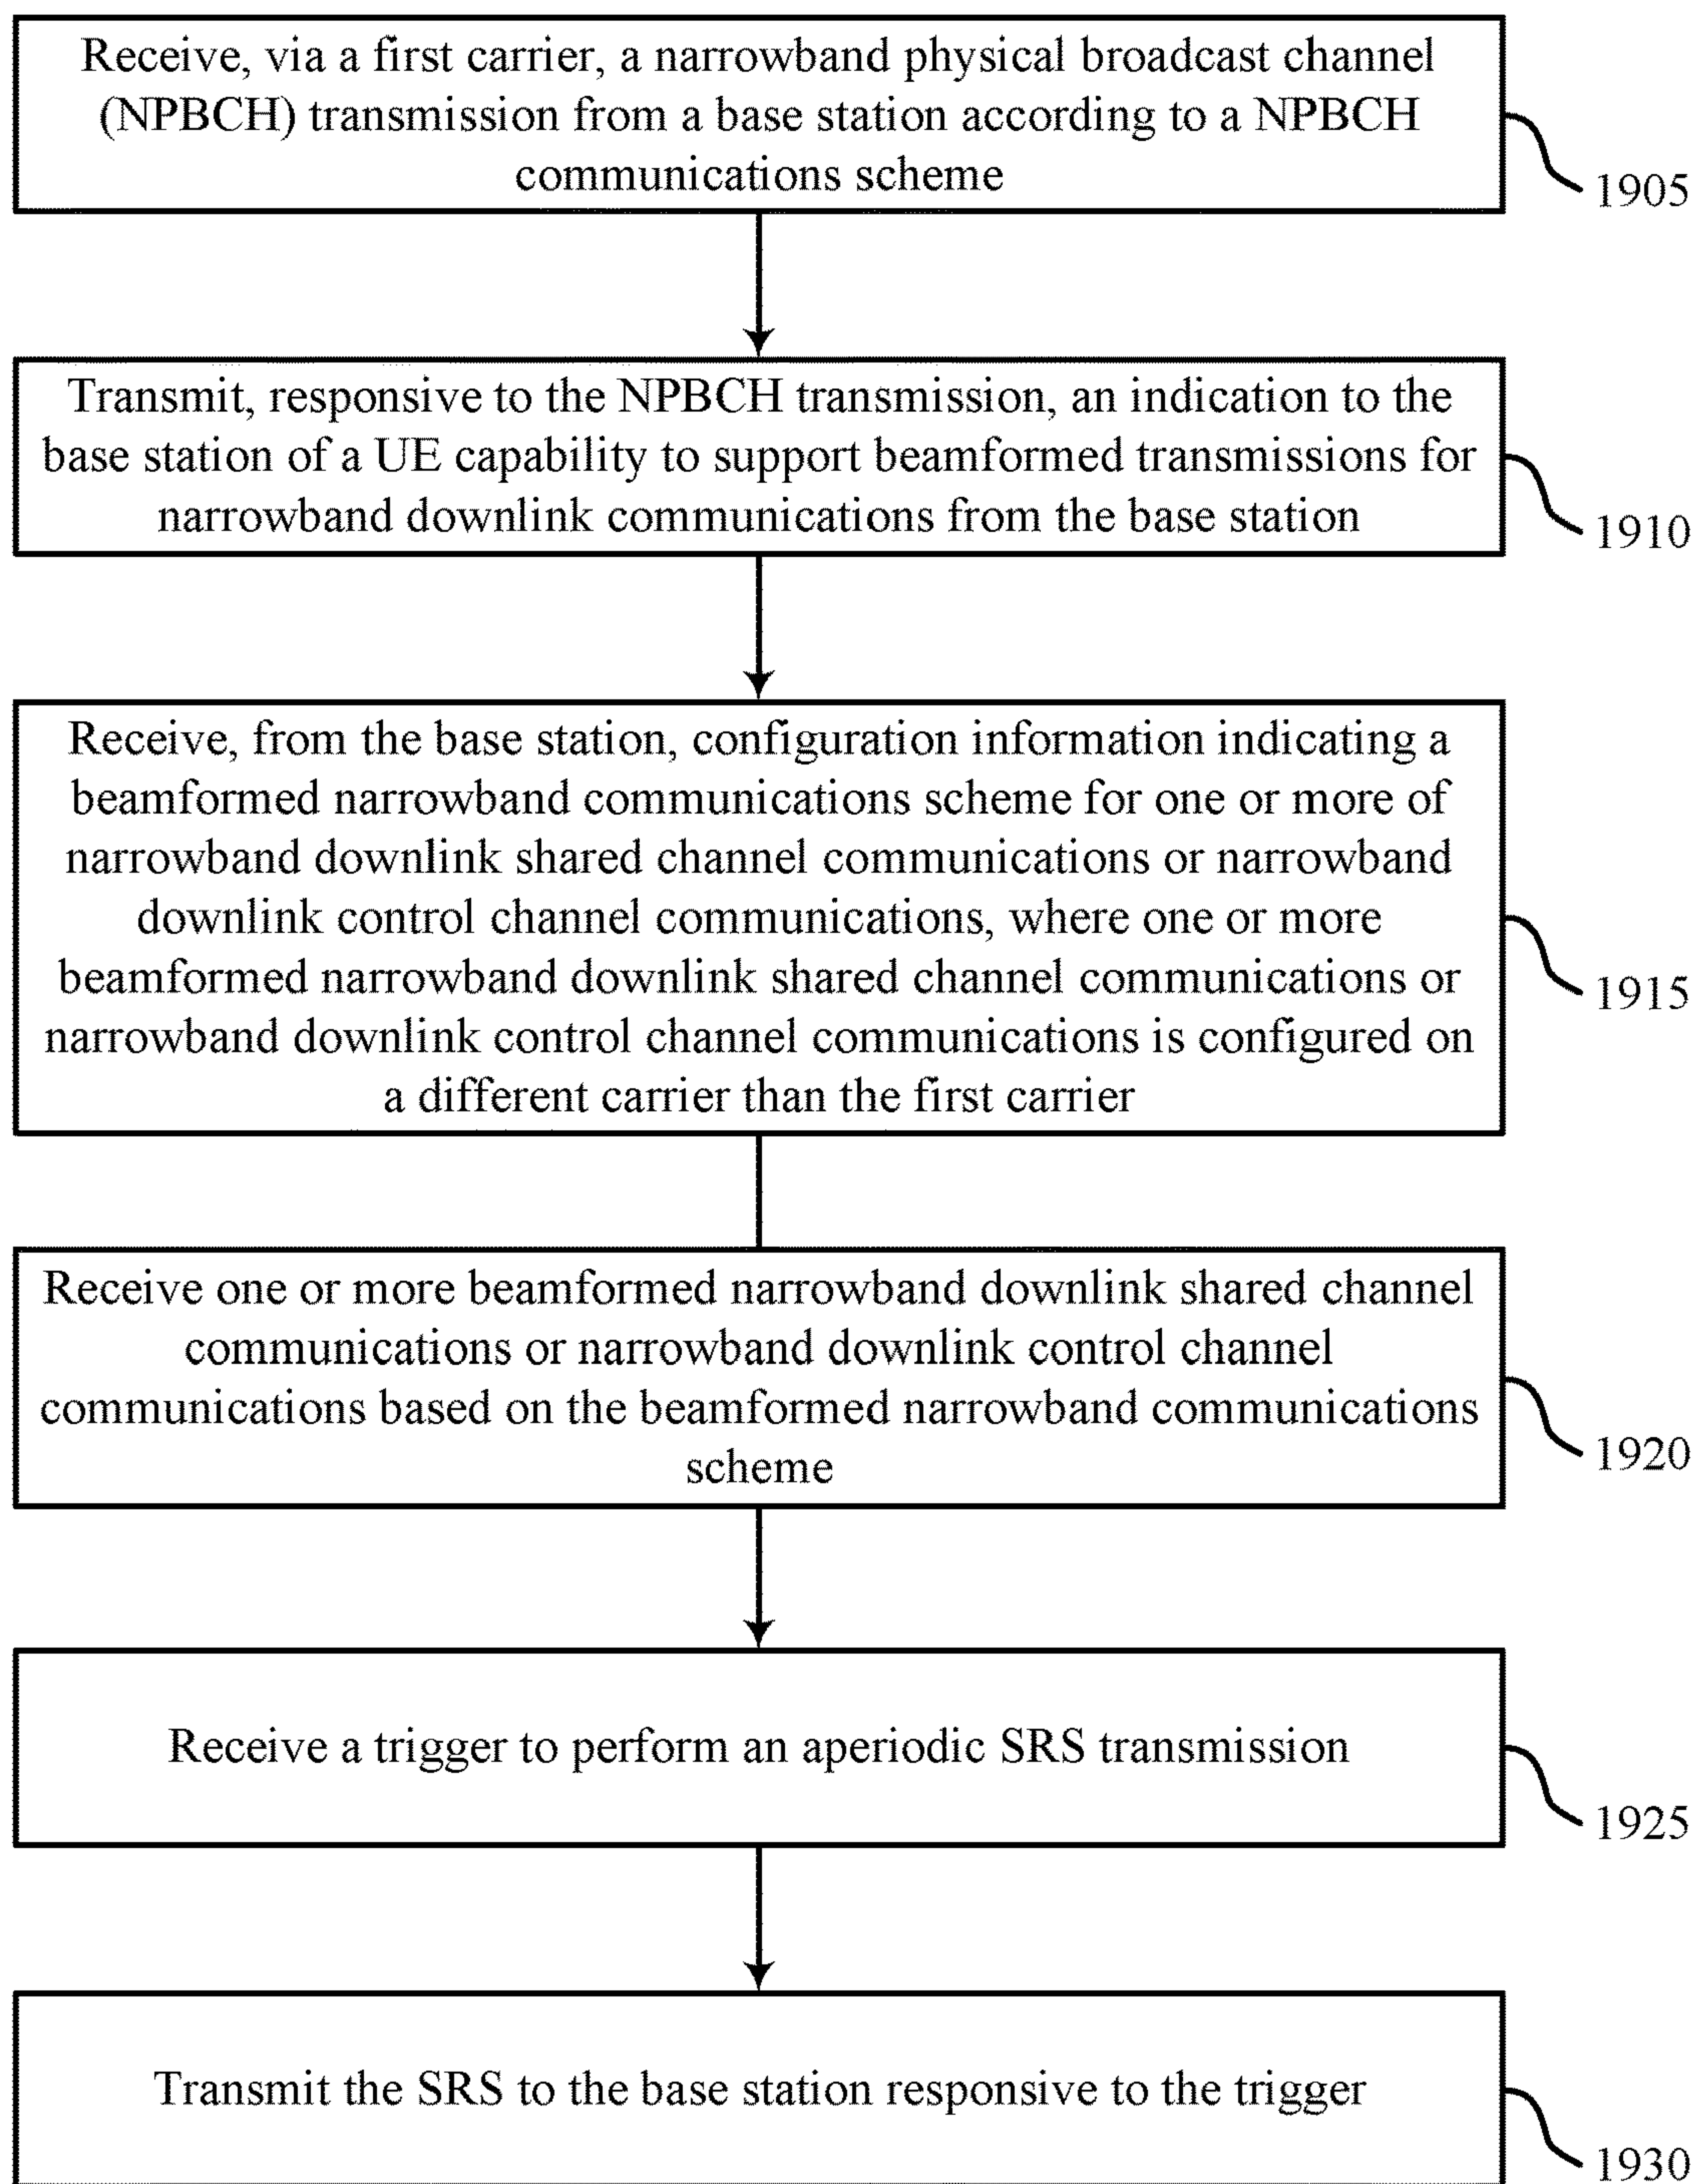 Receive, via a first carrier, a narrowband physical broadcast channel
(NPBCH) transmission from a base station according to a NPBCH
communications scheme
1905
Transmit, responsive to the NPBCH transmission, an indication to the
base station of a UE capability to support beamformed transmissions for
narrowband downlink communications from the base station
1910
Receive, from the base station, configuration information indicating a
beamformed narrowband communications scheme for one or more of
narrowband downlink shared channel communications or narrowband
downlink control channel communications, where one or more
beamformed narrowband downlink shared channel communications or
narrowband downlink control channel communications is configured on
a different carrier than the first carrier
1915
Receive one or more beamformed narrowband downlink shared channel
communications or narrowband downlink control channel
communications based on the beamformed narrowband communications
scheme
1920
Receive a trigger to perform an aperiodic SRS transmission
1925
Transmit the SRS to the base station responsive to the trigger
1930